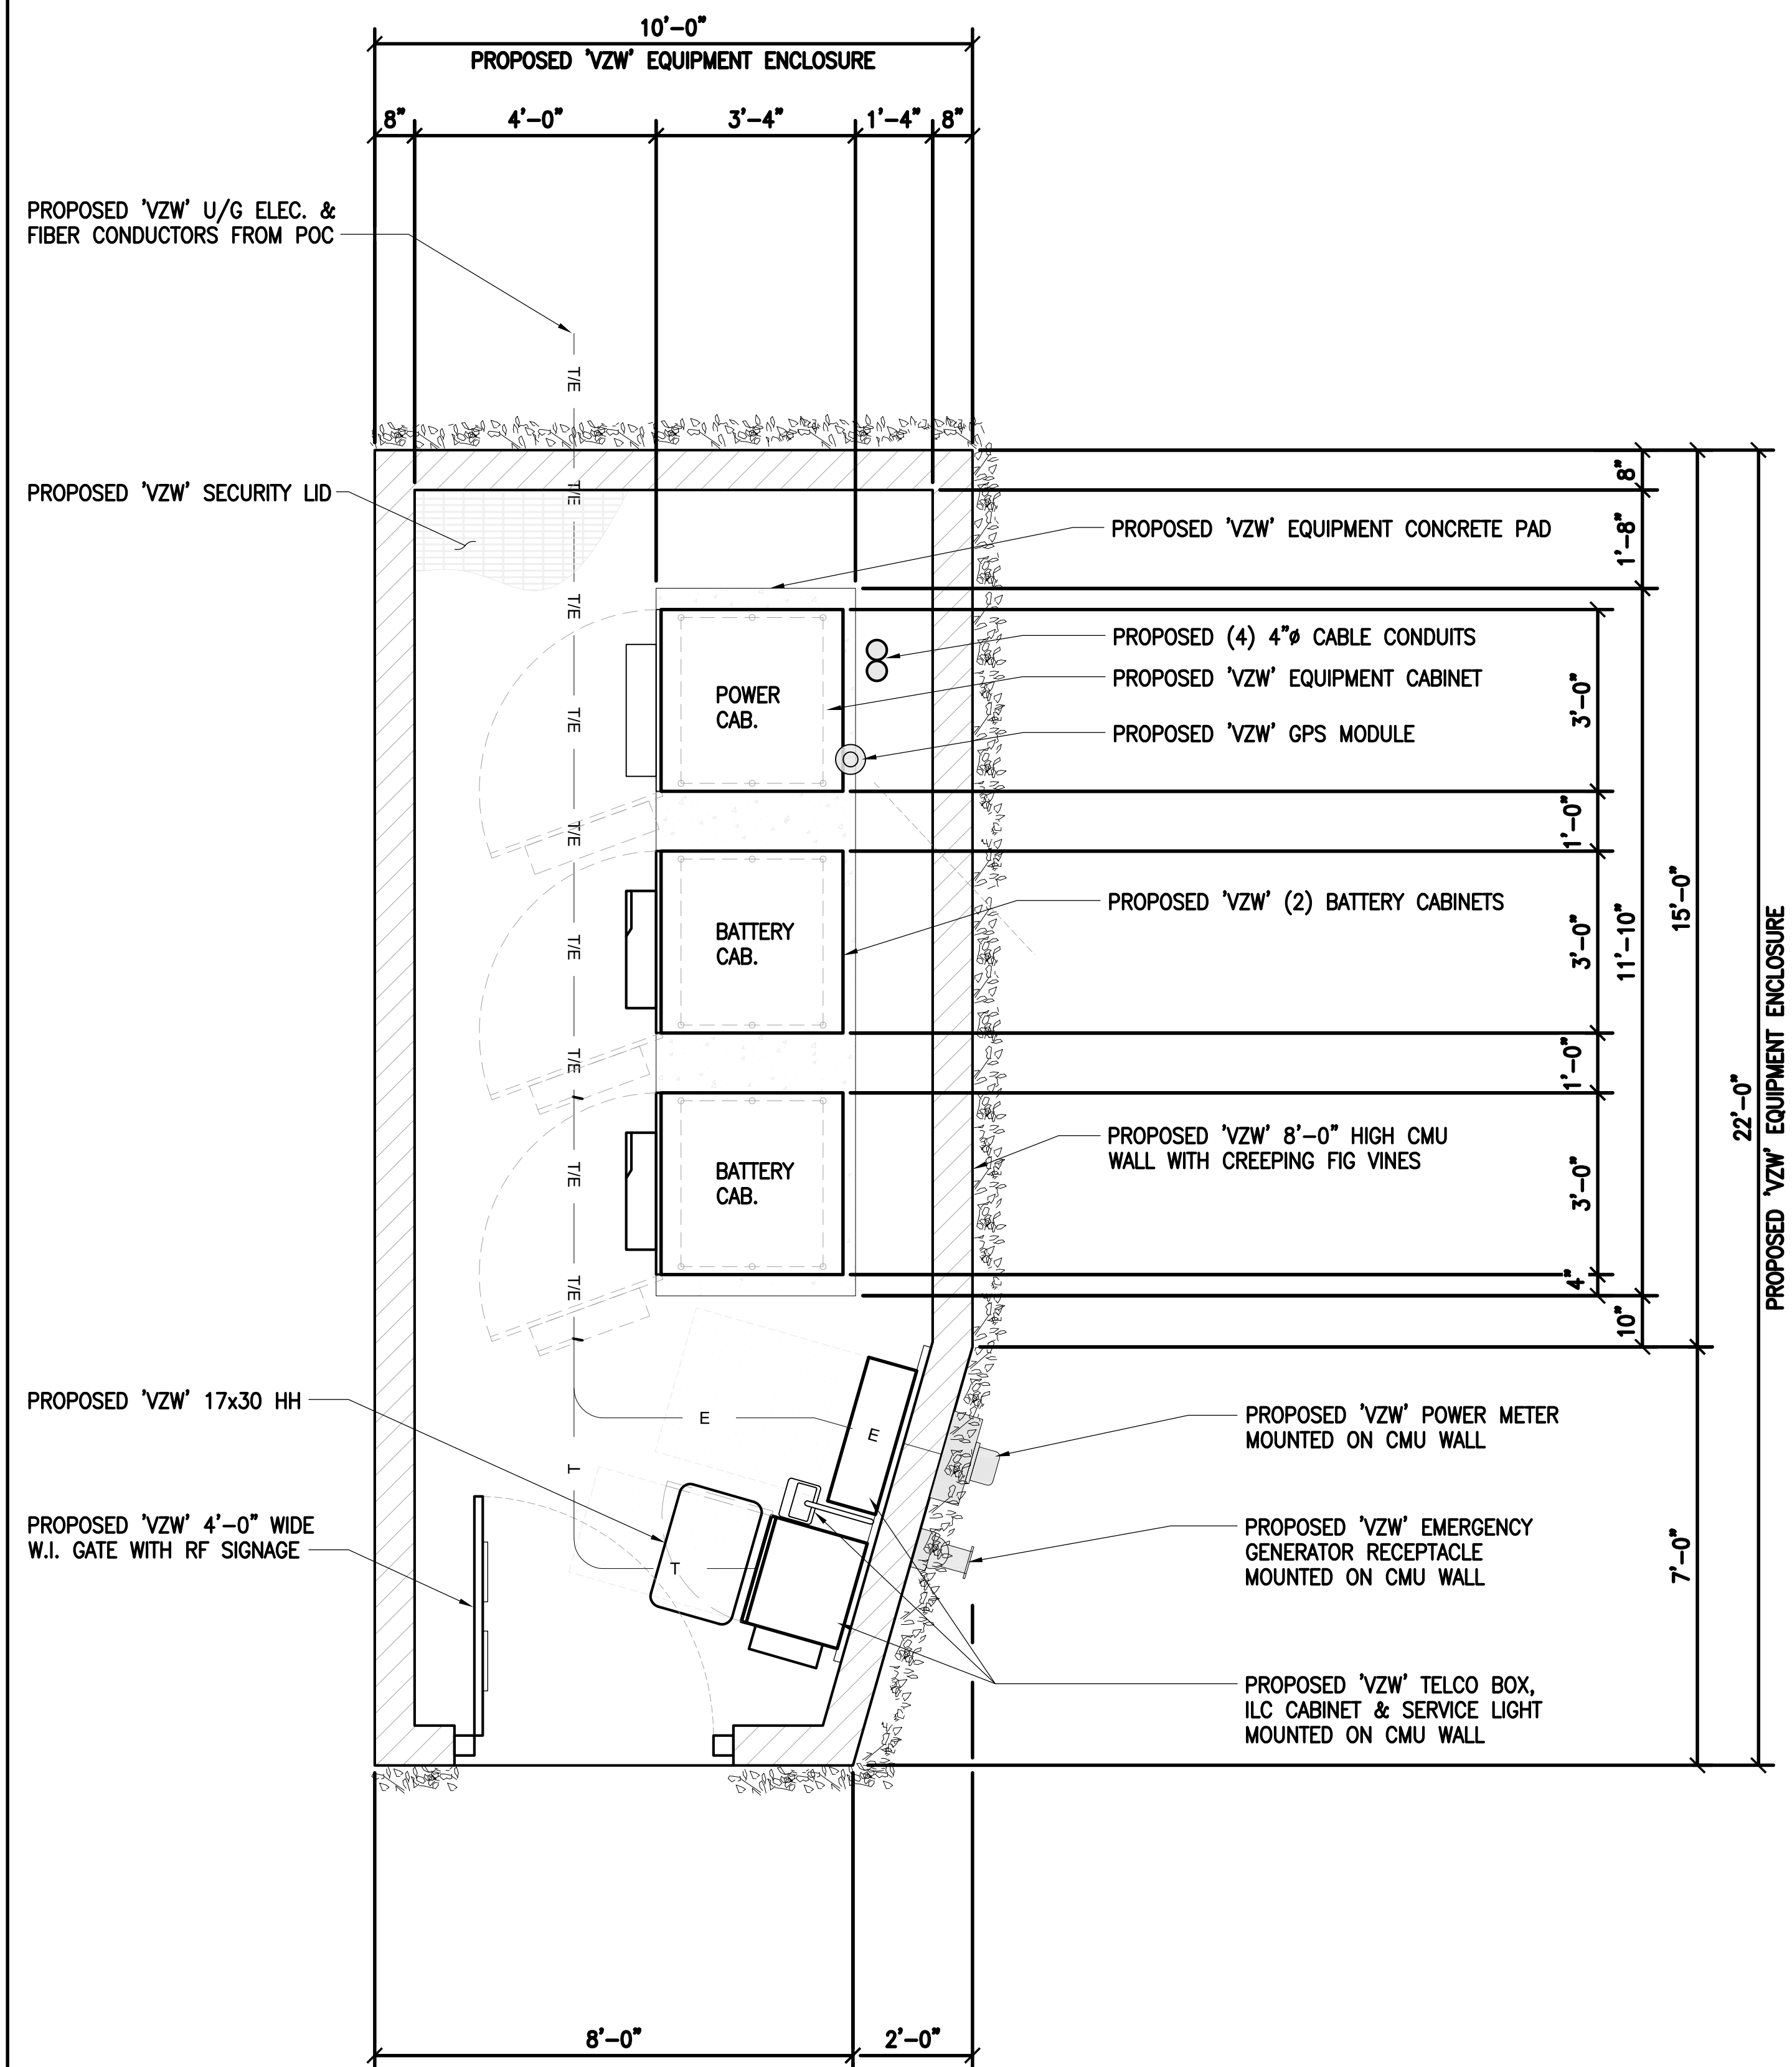 10'-0"
PROPOSED 'VZW' EQUIPMENT ENCLOSURE
8"
4'-0"
3'-4"
1'-4"
8"
PROPOSED 'VZW' U/G ELEC. &
FIBER CONDUCTORS FROM POC
T/E
T/E
T/E
T/E
T/E
T/E
T/E
T/E
T/E
PROPOSED 'VZW' SECURITY LID
8"
1'-8"
PROPOSED 'VZW' EQUIPMENT CONCRETE PAD
PROPOSED (4) 4"ø CABLE CONDUITS
PROPOSED 'VZW' EQUIPMENT CABINET
PROPOSED 'VZW' GPS MODULE
POWER
CAB.
3'-0"
1'-0"
BATTERY
CAB.
PROPOSED 'VZW' (2) BATTERY CABINETS
3'-0"
11'-10"
15'-0"
1'-0"
22'-0"
PROPOSED 'VZW' EQUIPMENT ENCLOSURE
BATTERY
CAB.
PROPOSED 'VZW' 8'-0" HIGH CMU
WALL WITH CREEPING FIG VINES
3'-0"
4"
10"
PROPOSED 'VZW' 17x30 HH
E
E
T
T
PROPOSED 'VZW' POWER METER
MOUNTED ON CMU WALL
PROPOSED 'VZW' 4'-0" WIDE
W.I. GATE WITH RF SIGNAGE
PROPOSED 'VZW' EMERGENCY
GENERATOR RECEPTACLE
MOUNTED ON CMU WALL
7'-0"
PROPOSED 'VZW' TELCO BOX,
ILC CABINET & SERVICE LIGHT
MOUNTED ON CMU WALL
8'-0"
2'-0"